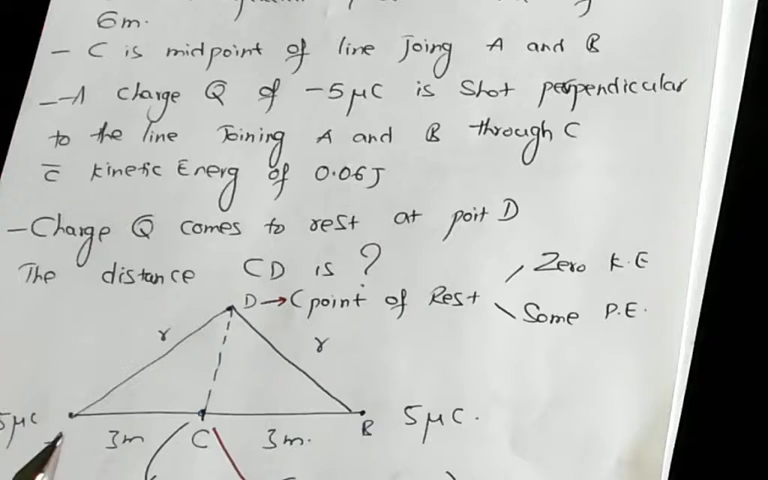 6m.
- C is midpoint of line Joing A and B
- A charge Q of -5μC is shot perpendicular
to the line Joining A and B through C
c̄ kinetic Energ of 0.06J
- Charge Q comes to rest at poit D
The distance CD is ?
Zero K.E
D → C point of Rest
Some P.E.
r
r
5μC
B
5μC.
3m
C
3m.